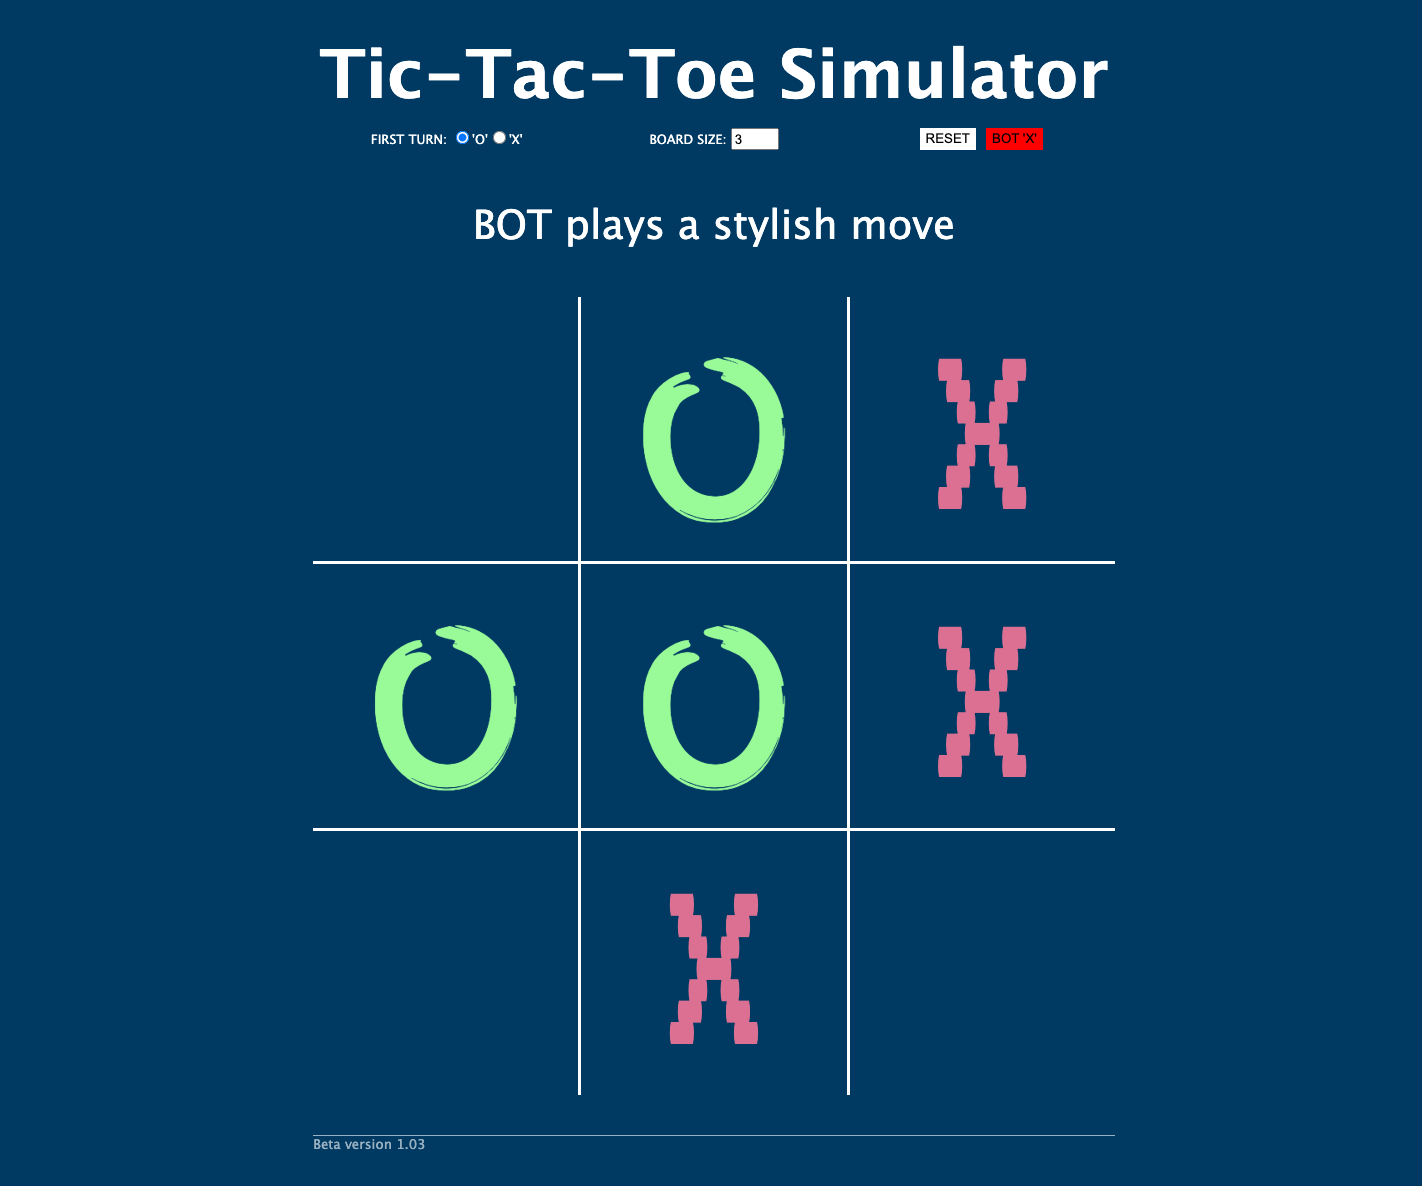 Tic-Tac-Toe Simulator
FIRST TURN: 'O' 'X' BOARD SIZE: 3 RESET BOT 'X'
BOT plays a stylish move
O X
O O X
X
Beta version 1.03